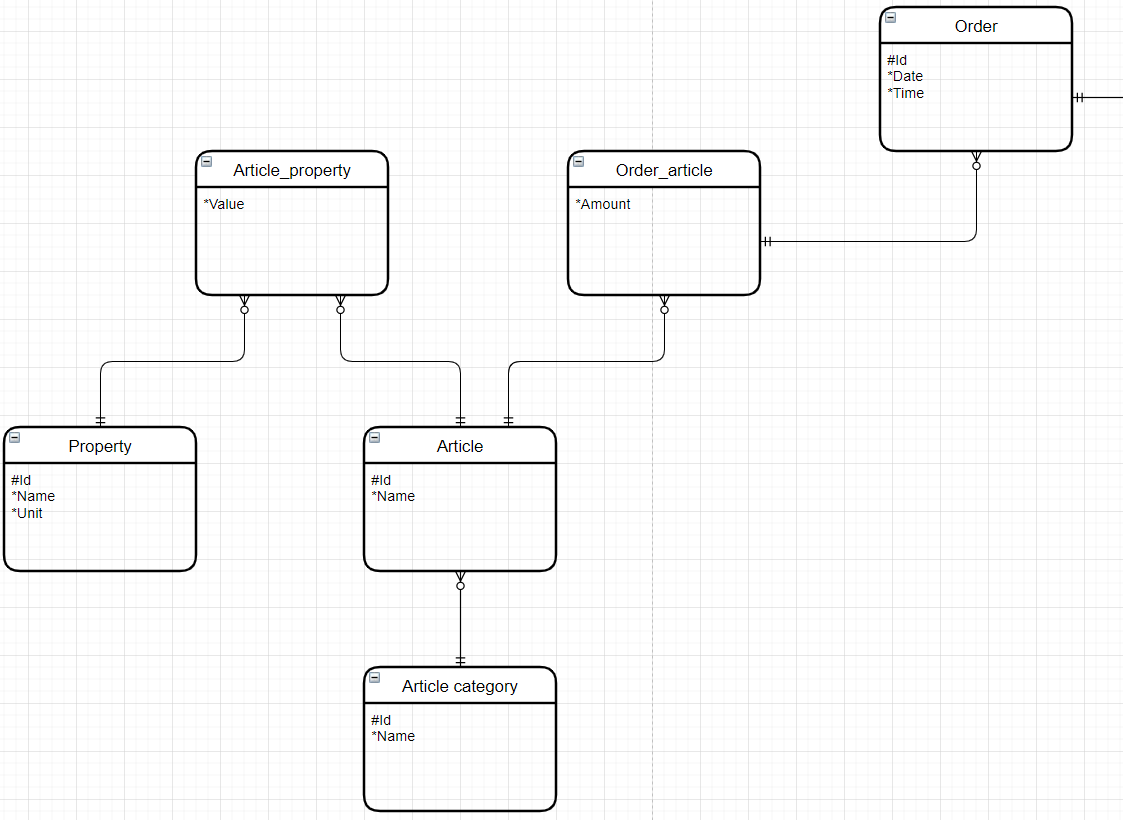 Order
#Id
*Date
*Time
Article_property
*Value
Order_article
*Amount
Property
#Id
*Name
*Unit
Article
#Id
*Name
Article category
#Id
*Name